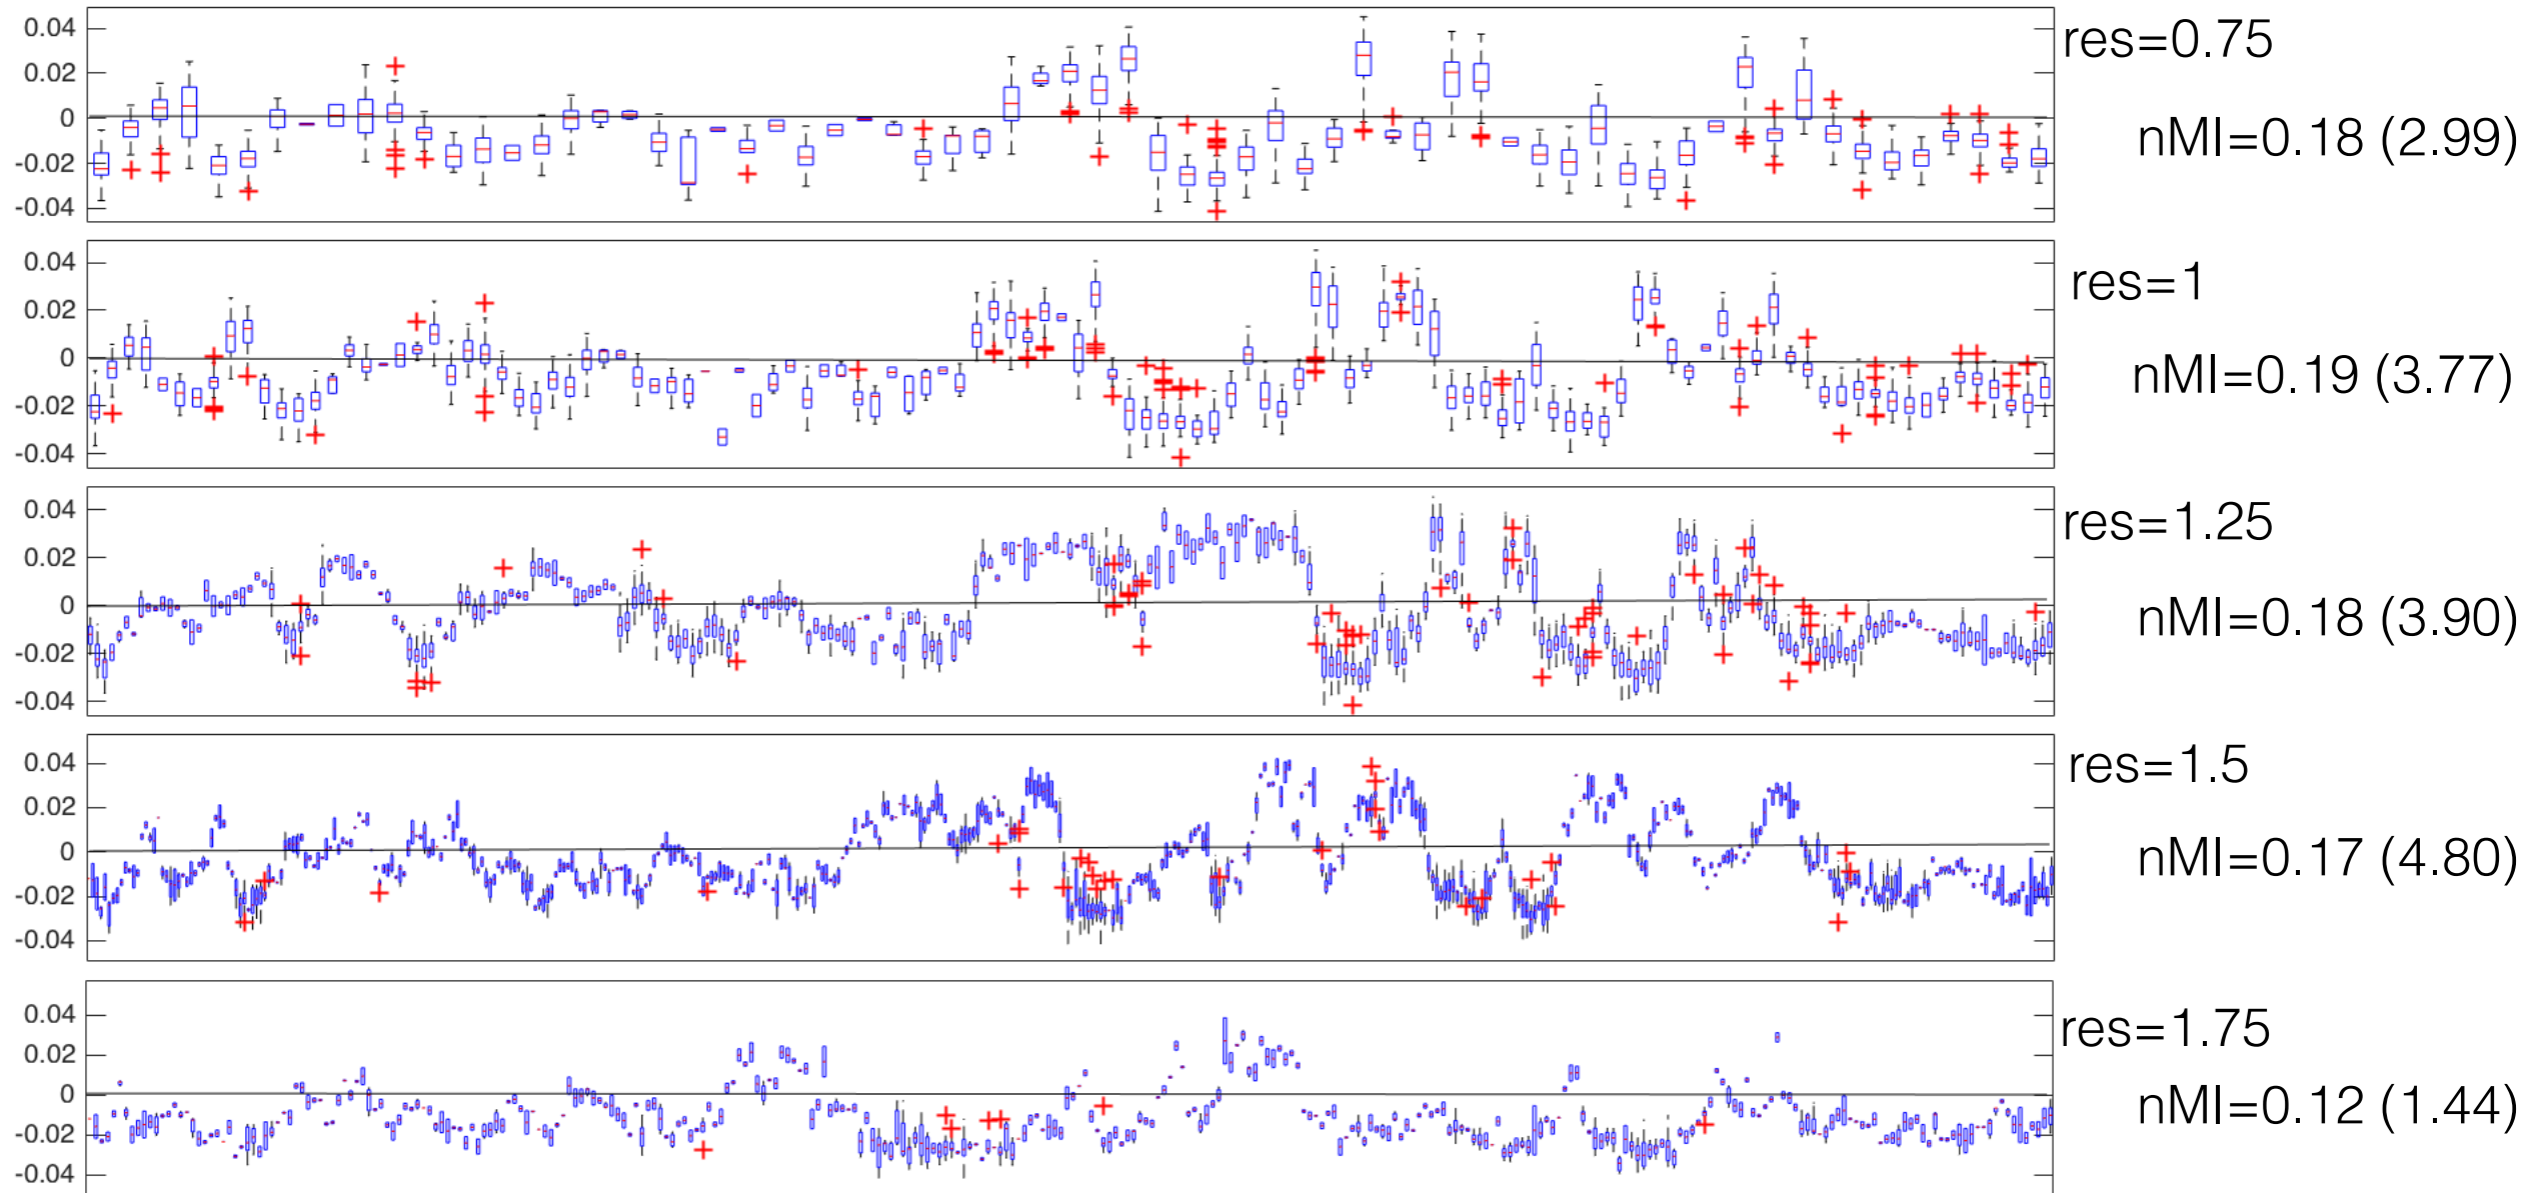 0.04
0.02
0
-0.02
-0.04
res=0.75
nMI=0.18 (2.99)
0.04
0.02
0
-0.02
-0.04
res=1
nMI=0.19 (3.77)
0.04
0.02
0
-0.02
-0.04
res=1.25
nMI=0.18 (3.90)
0.04
0.02
0
-0.02
-0.04
res=1.5
nMI=0.17 (4.80)
0.04
0.02
0
-0.02
-0.04
res=1.75
nMI=0.12 (1.44)